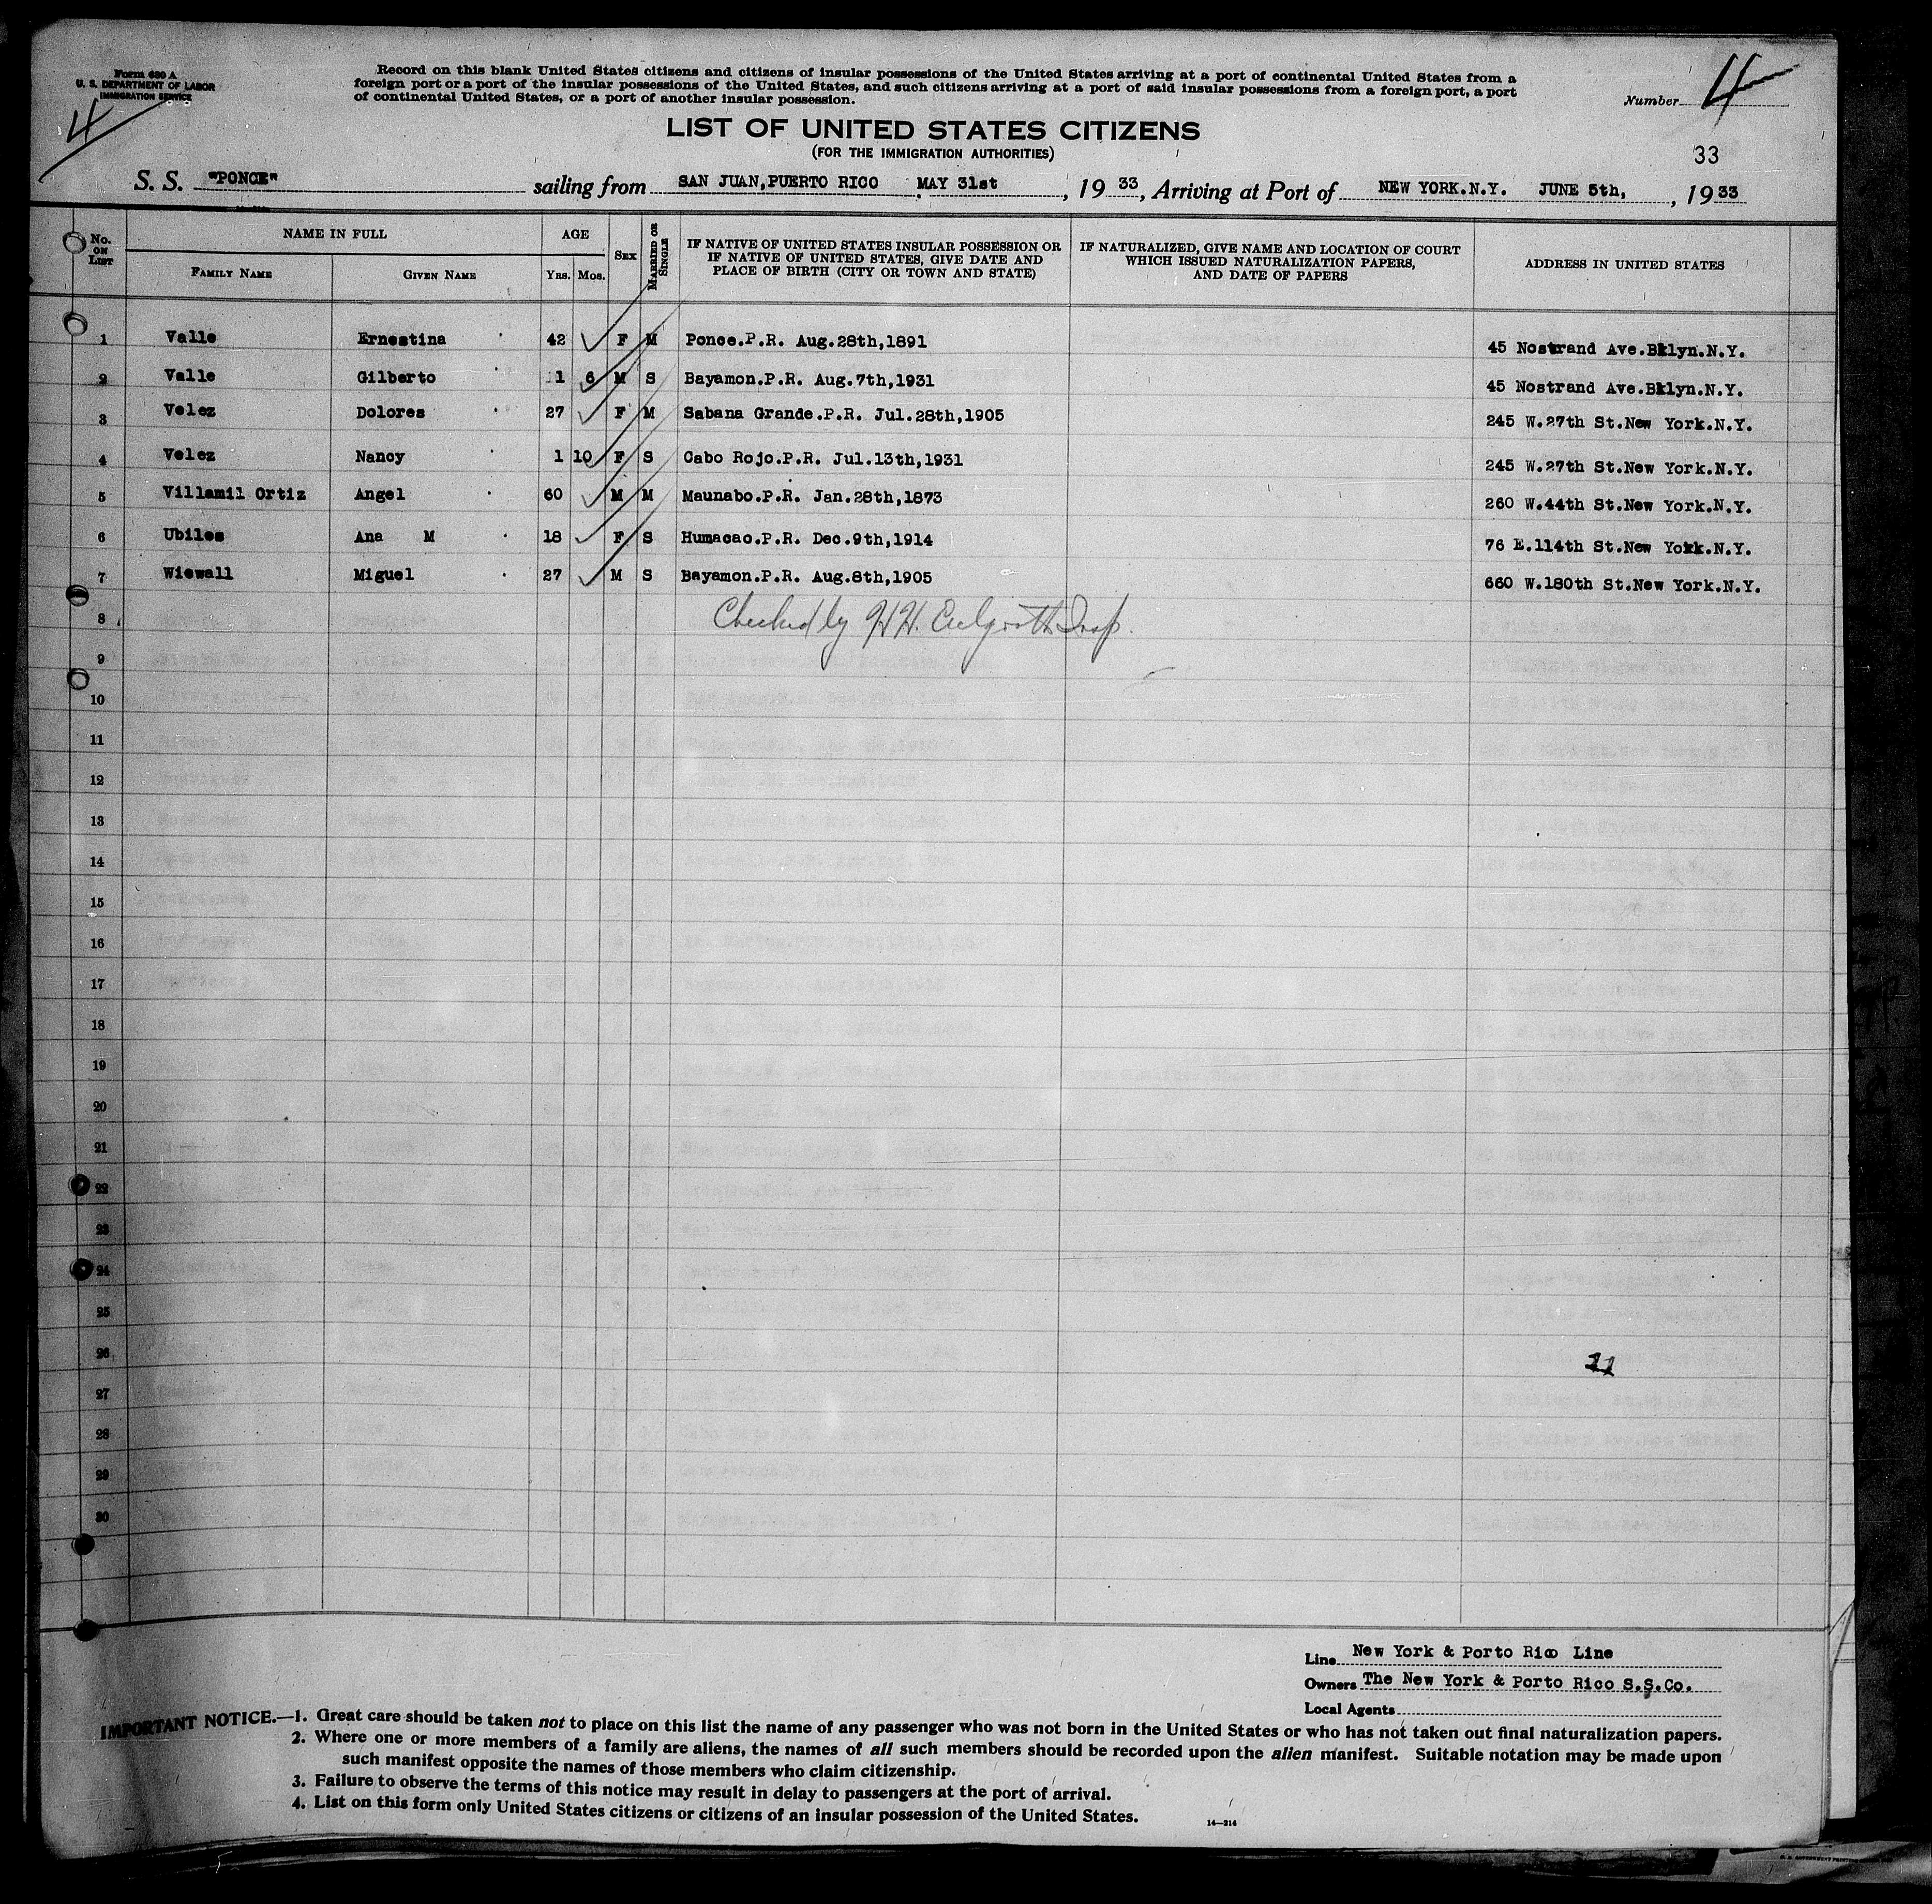 Form 630 A
U. S. DEPARTMENT OF LABOR
IMMIGRATION SERVICE
4
Record on this blank United States citizens and citizens of insular possessions of the United States arriving at a port of continental United States from a
foreign port or a port of the insular possessions of the United States, and such citizens arriving at a port of said insular possessions from a foreign port, a port
of continental United States, or a port of another insular possession.
Number 4
LIST OF UNITED STATES CITIZENS
(FOR THE IMMIGRATION AUTHORITIES)
33
S. S. "PONCE" sailing from SAN JUAN,PUERTO RICO MAY 31st , 19 33, Arriving at Port of NEW YORK.N.Y. JUNE 5th, , 19 33
No. ON LIST NAME IN FULL FAMILY NAME GIVEN NAME AGE YRS. MOS. SEX MARRIED OR SINGLE IF NATIVE OF UNITED STATES INSULAR POSSESSION OR IF NATIVE OF UNITED STATES, GIVE DATE AND PLACE OF BIRTH (CITY OR TOWN AND STATE) IF NATURALIZED, GIVE NAME AND LOCATION OF COURT WHICH ISSUED NATURALIZATION PAPERS, AND DATE OF PAPERS ADDRESS IN UNITED STATES
1 Valle Ernestina 42 F M Ponce.P.R. Aug.28th,1891 45 Nostrand Ave.Bklyn.N.Y.
2 Valle Gilberto 1 6 M S Bayamon.P.R. Aug.7th,1931 45 Nostrand Ave.Bklyn.N.Y.
3 Velez Dolores 27 F M Sabana Grande.P.R. Jul.28th,1905 245 W.27th St.New York.N.Y.
4 Velez Nancy 1 10 F S Cabo Rojo.P.R. Jul.13th,1931 245 W.27th St.New York.N.Y.
5 Villamil Ortiz Angel 60 M M Maunabo.P.R. Jan.28th,1873 260 W.44th St.New York.N.Y.
6 Ubiles Ana M 18 F S Humacao.P.R. Dec.9th,1914 76 E.114th St.New York.N.Y.
7 Wiewall Miguel 27 M S Bayamon.P.R. Aug.8th,1905 660 W.180th St.New York.N.Y.
8 Checked by H.H. Insp.
9
10
11
12
13
14
15
16
17
18
19
20
21
22
23
24
25
26
11
27
28
29
30
Line New York & Porto Rico Line
Owners The New York & Porto Rico S.S.Co.
Local Agents
IMPORTANT NOTICE.—1. Great care should be taken not to place on this list the name of any passenger who was not born in the United States or who has not taken out final naturalization papers.
2. Where one or more members of a family are aliens, the names of all such members should be recorded upon the alien manifest. Suitable notation may be made upon
such manifest opposite the names of those members who claim citizenship.
3. Failure to observe the terms of this notice may result in delay to passengers at the port of arrival.
4. List on this form only United States citizens or citizens of an insular possession of the United States.
14—214